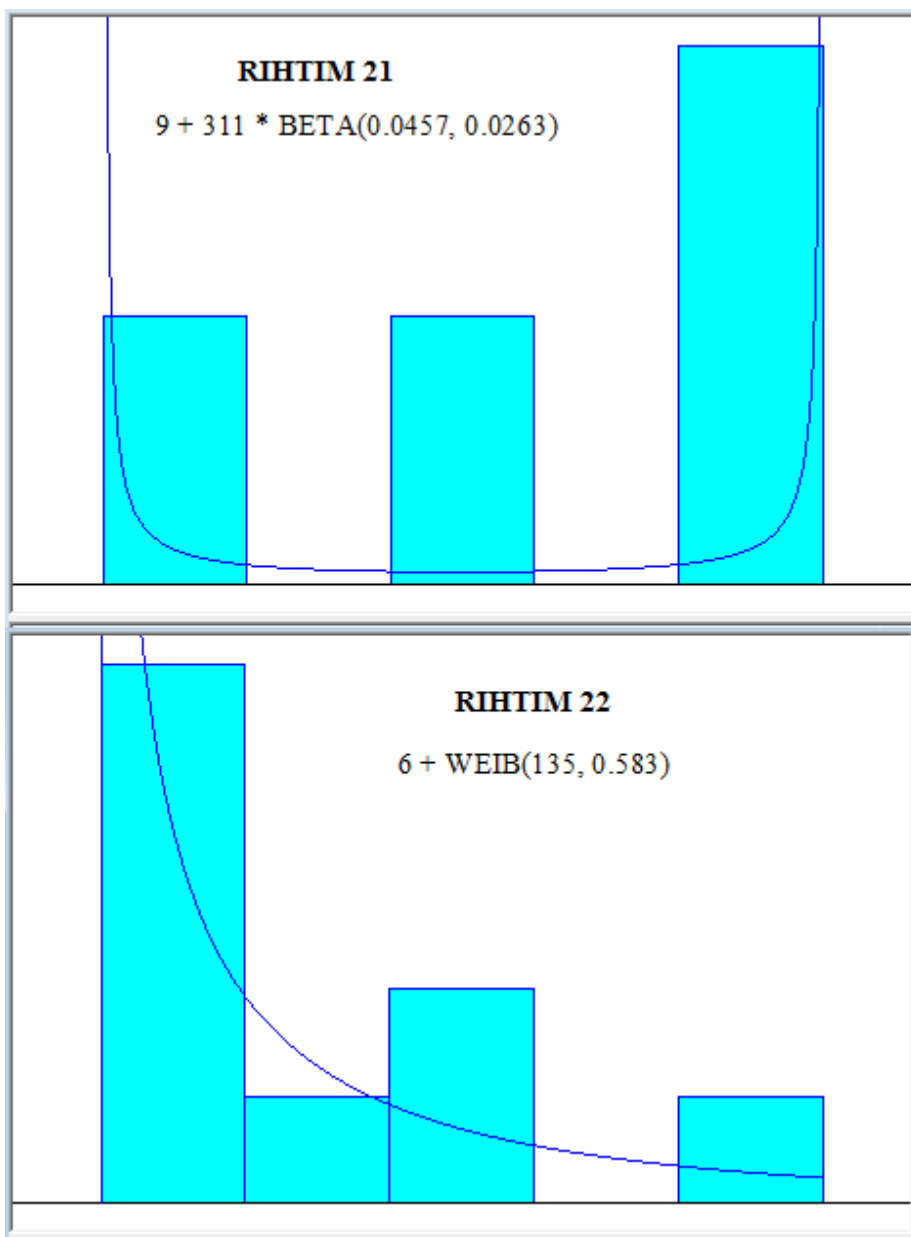 RIHTIM 21
9 + 311 * BETA(0.0457, 0.0263)
RIHTIM 22
6 + WEIB(135, 0.583)